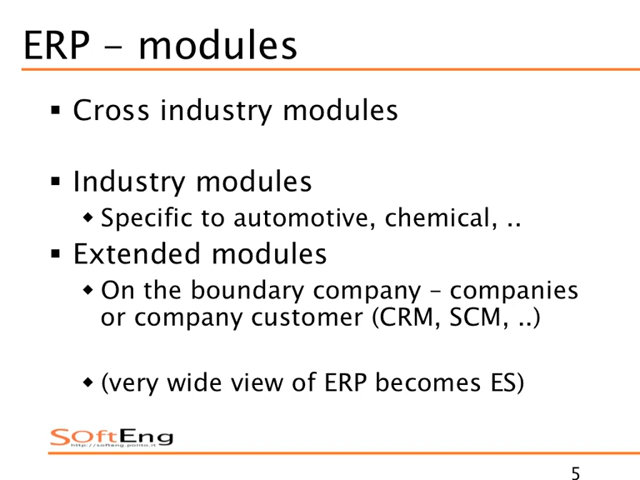 ERP – modules
▪ Cross industry modules
▪ Industry modules
◆ Specific to automotive, chemical, ..
▪ Extended modules
◆ On the boundary company – companies
or company customer (CRM, SCM, ..)
◆ (very wide view of ERP becomes ES)
SOftEng
http://softeng.polito.it
5